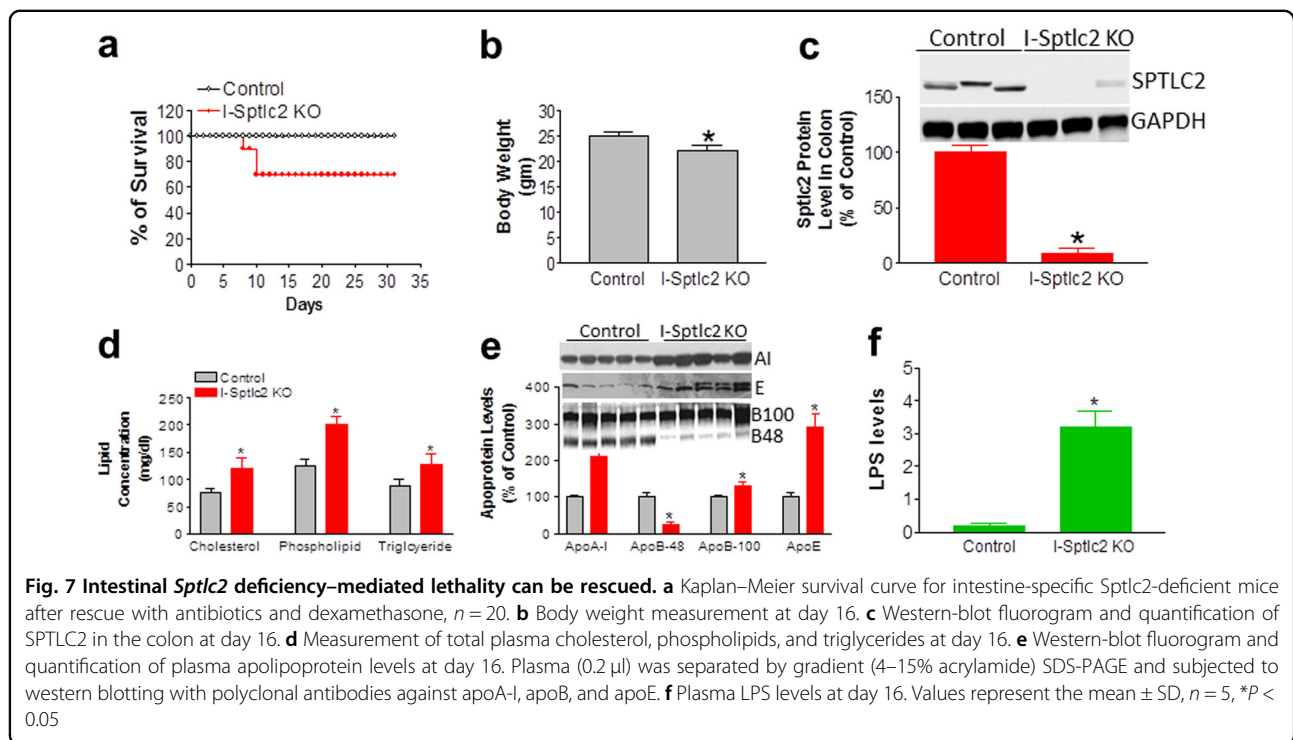 a
Control
I-Sptlc2 KO
% of Survival
120
100
80
60
40
20
0
0 5 10 15 20 25 30 35
Days
b
Body Weight
(gm)
30
25
20
15
10
5
0
*
Control I-Sptlc2 KO
c
Control I-Sptlc2 KO
SPTLC2
GAPDH
Sptlc2 Protein
Level in Colon
(% of Control)
150
100
50
0
*
Control I-Sptlc2 KO
d
Control
I-Sptlc2 KO
Lipid
Concentration
(mg/dl)
250
200
150
100
50
0
* * *
Cholesterol Phospholipid Triglyceride
e
Control I-Sptlc2 KO
AI
E
B100
B48
Apoprotein Levels
(% of Control)
400
300
200
100
0
* * *
ApoA-I ApoB-48 ApoB-100 ApoE
f
LPS levels
5
4
3
2
1
0
*
Control I-Sptlc2 KO
Fig. 7 Intestinal Sptlc2 deficiency–mediated lethality can be rescued. a Kaplan–Meier survival curve for intestine-specific Sptlc2-deficient mice
after rescue with antibiotics and dexamethasone, n = 20. b Body weight measurement at day 16. c Western-blot fluorogram and quantification of
SPTLC2 in the colon at day 16. d Measurement of total plasma cholesterol, phospholipids, and triglycerides at day 16. e Western-blot fluorogram and
quantification of plasma apolipoprotein levels at day 16. Plasma (0.2 μl) was separated by gradient (4–15% acrylamide) SDS-PAGE and subjected to
western blotting with polyclonal antibodies against apoA-I, apoB, and apoE. f Plasma LPS levels at day 16. Values represent the mean ± SD, n = 5, *P <
0.05